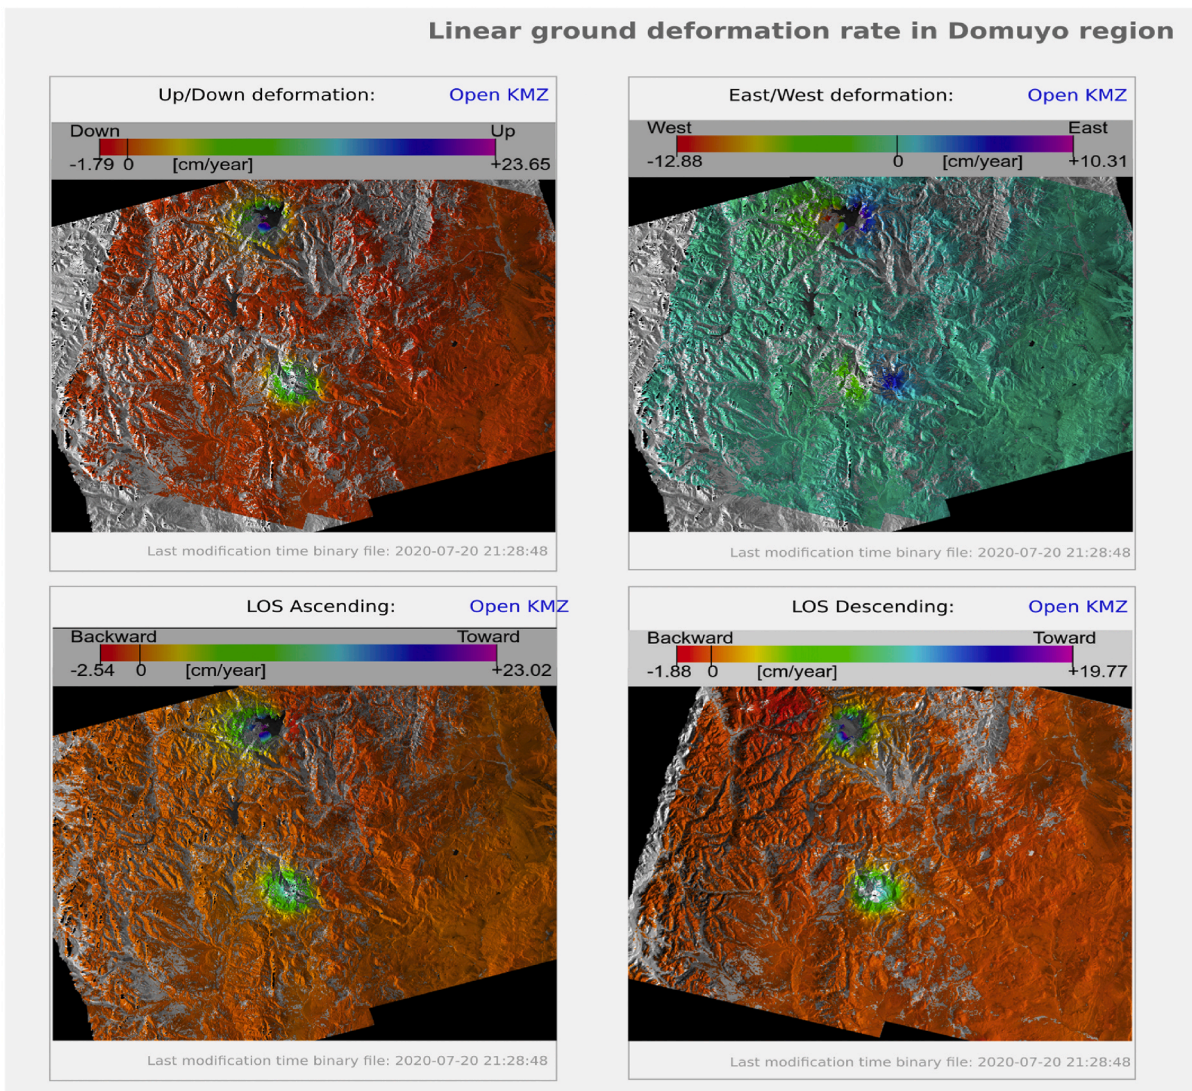 Linear ground deformation rate in Domuyo region
Up/Down deformation: Open KMZ
Down Up
-1.79 0 [cm/year] +23.65
Last modification time binary file: 2020-07-20 21:28:48
East/West deformation: Open KMZ
West East
-12.88 0 [cm/year] +10.31
Last modification time binary file: 2020-07-20 21:28:48
LOS Ascending: Open KMZ
Backward Toward
-2.54 0 [cm/year] +23.02
Last modification time binary file: 2020-07-20 21:28:48
LOS Descending: Open KMZ
Backward Toward
-1.88 0 [cm/year] +19.77
Last modification time binary file: 2020-07-20 21:28:48